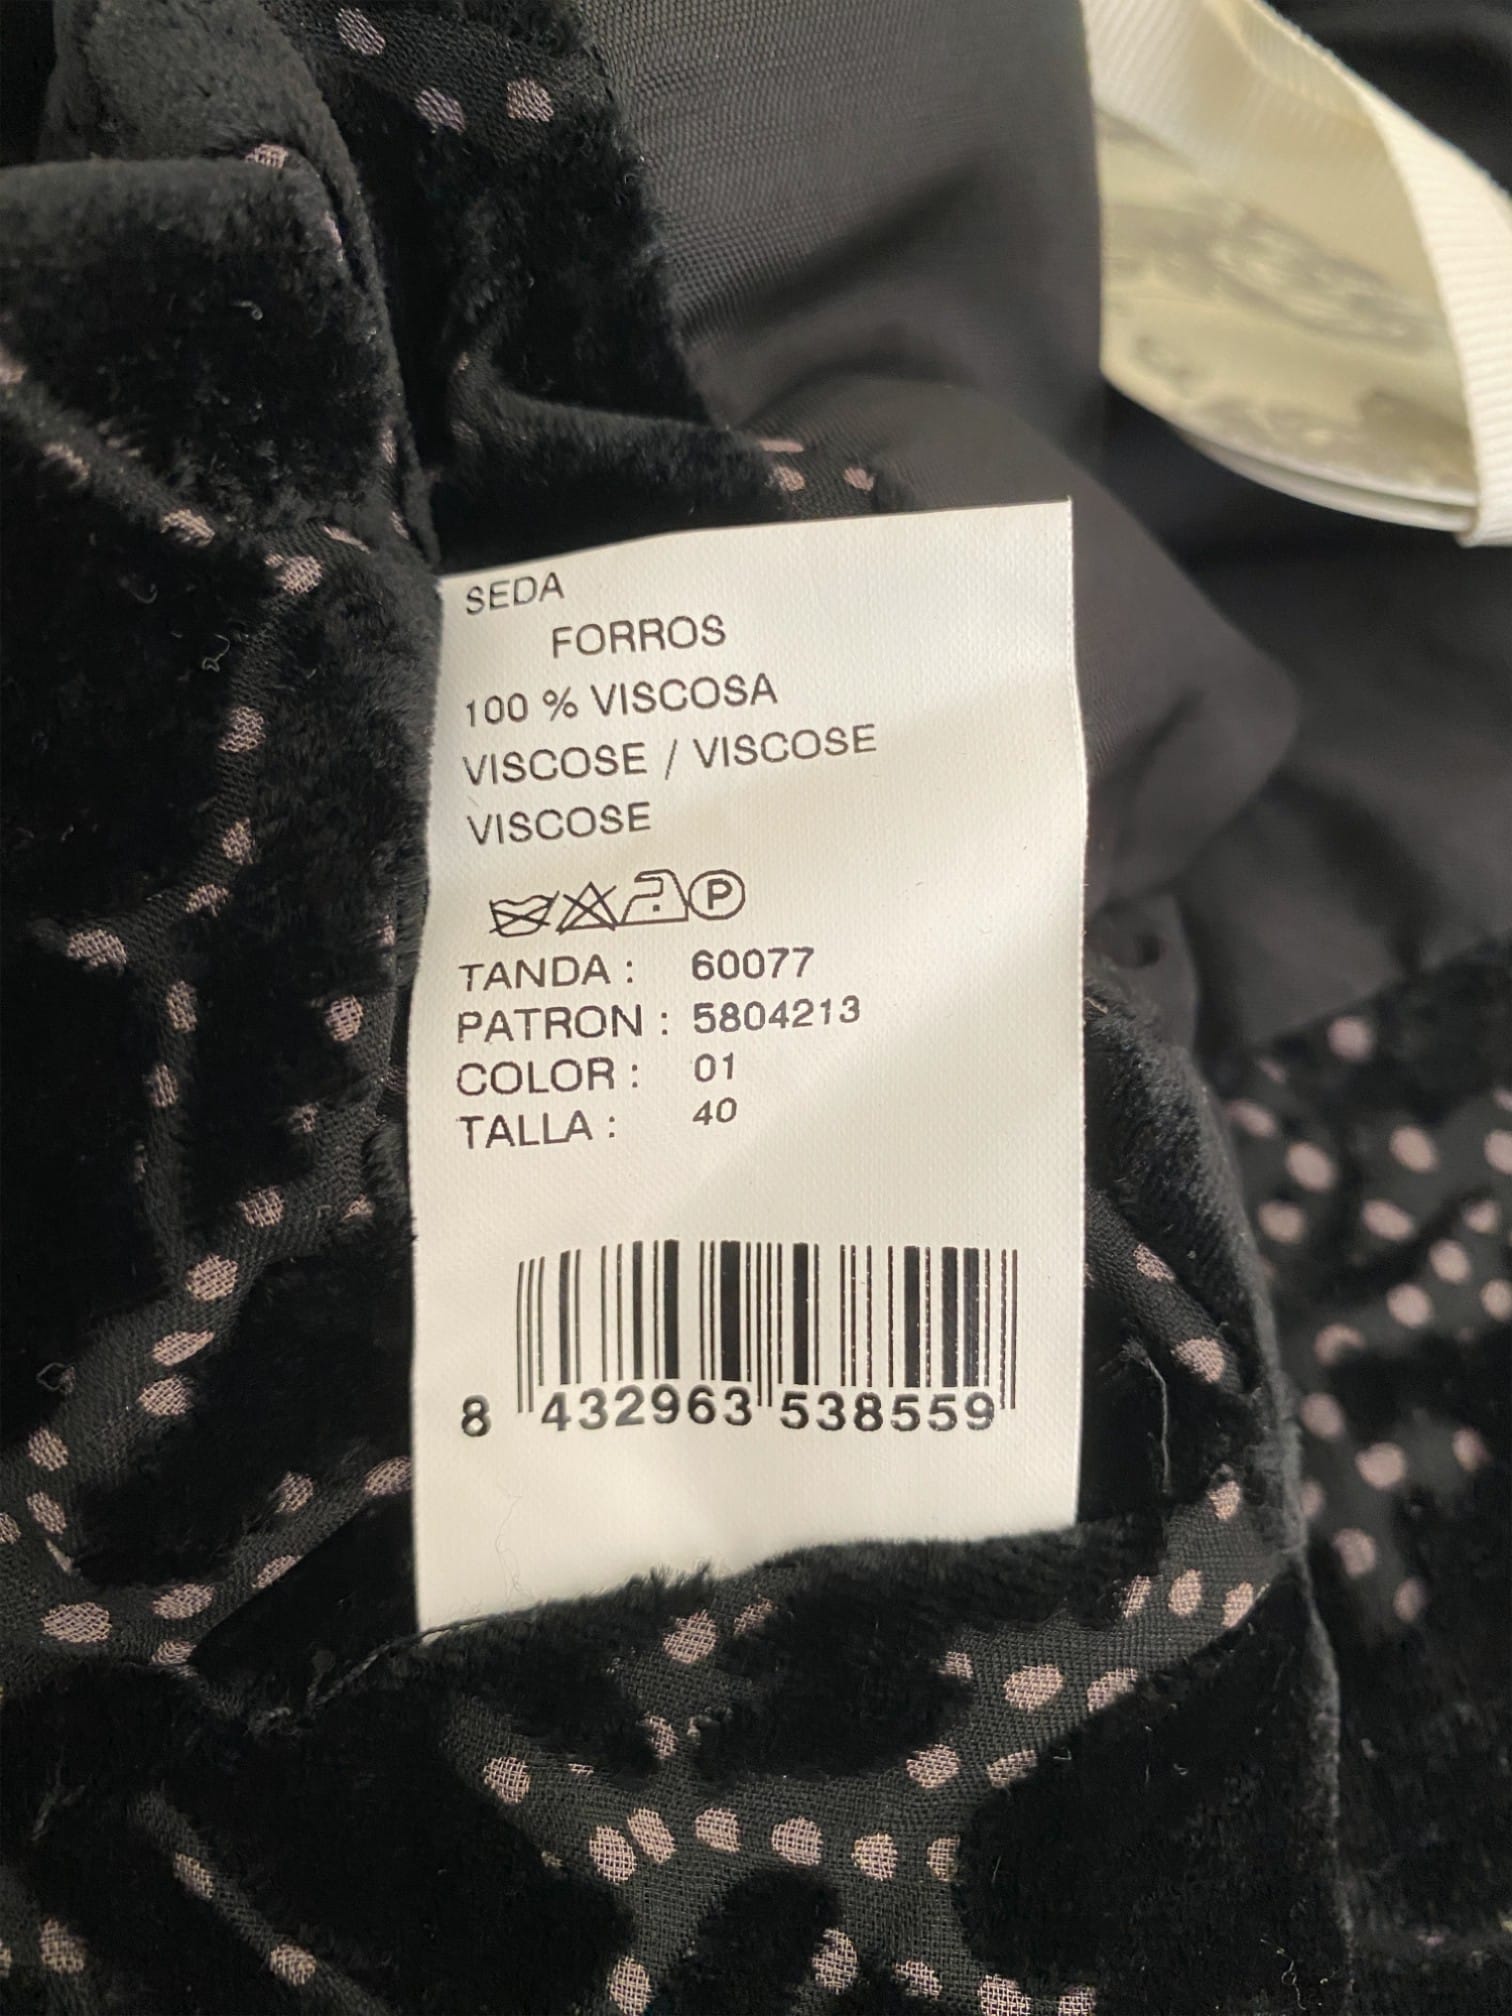 SEDA
FORROS
100 % VISCOSA
VISCOSE / VISCOSE
VISCOSE
P
TANDA : 60077
PATRON : 5804213
COLOR : 01
TALLA : 40
8 432963 538559